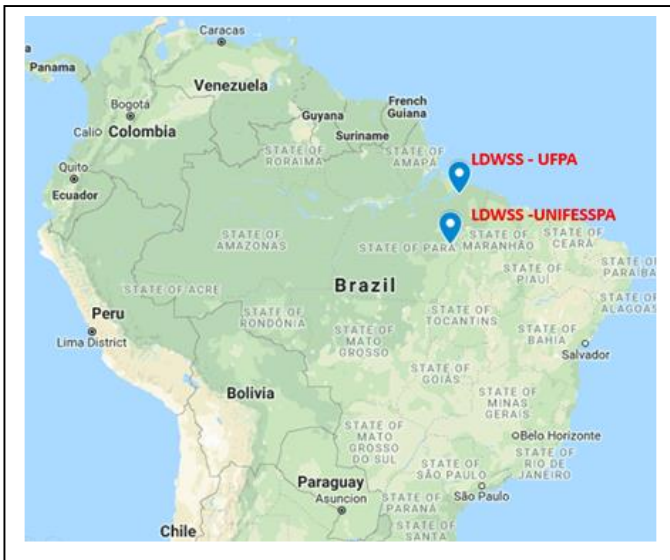 Caracas
a
Panama
Venezuela
Bogotá
Guyana
French
Guiana
Cali
Colombia
Suriname
STATE OF
RORAIMA
STATE OF
AMAPÁ
Quito
Ecuador
LDWSS - UFPA
LDWSS -UNIFESSPA
STATE OF
AMAZONAS
STATE OF PARÁ
STATE OF
MARANHÃO
STATE OF
CEARÁ
STATE OF
PIAUÍ
STATE OF
PARAÍBA
STATE OF
ALAGOAS
STATE OF ACRE
Brazil
Peru
STATE OF
RONDÔNIA
STATE OF
TOCANTINS
Lima District
STATE OF
MATO
GROSSO
STATE OF
BAHIA
Salvador
STATE OF
GOIÁS
Bolivia
STATE OF
MINAS
GERAIS
STATE OF
MATO
GROSSO
DO SUL
Belo Horizonte
STATE OF
SÃO PAULO
STATE OF
RIO DE
JANEIRO
Paraguay
Asuncion
São Paulo
STATE OF
PARANÁ
Chile
STATE OF
SANTA